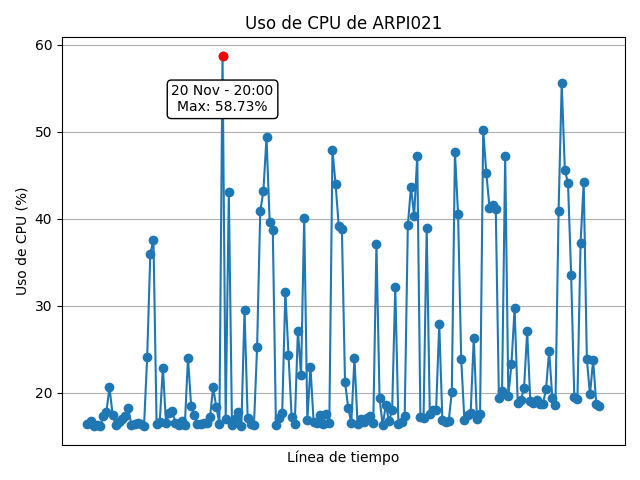 Uso de CPU de ARPI021
60
20 Nov - 20:00
Max: 58.73%
50
40
30
20
Uso de CPU (%)
Línea de tiempo